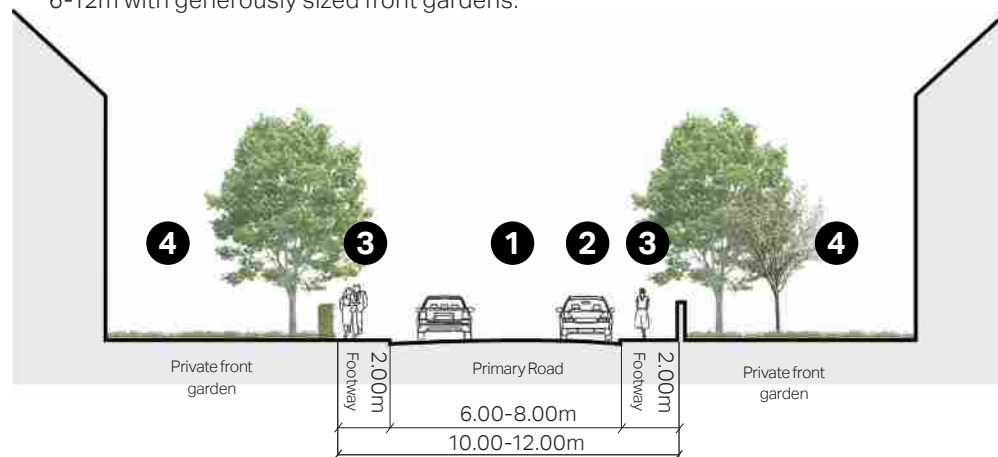 6-12m with generously sized front gardens.
4
3
1
2
3
4
Private front
garden
Footway
2.00m
Primary Road
Footway
2.00m
Private front
garden
6.00-8.00m
10.00-12.00m